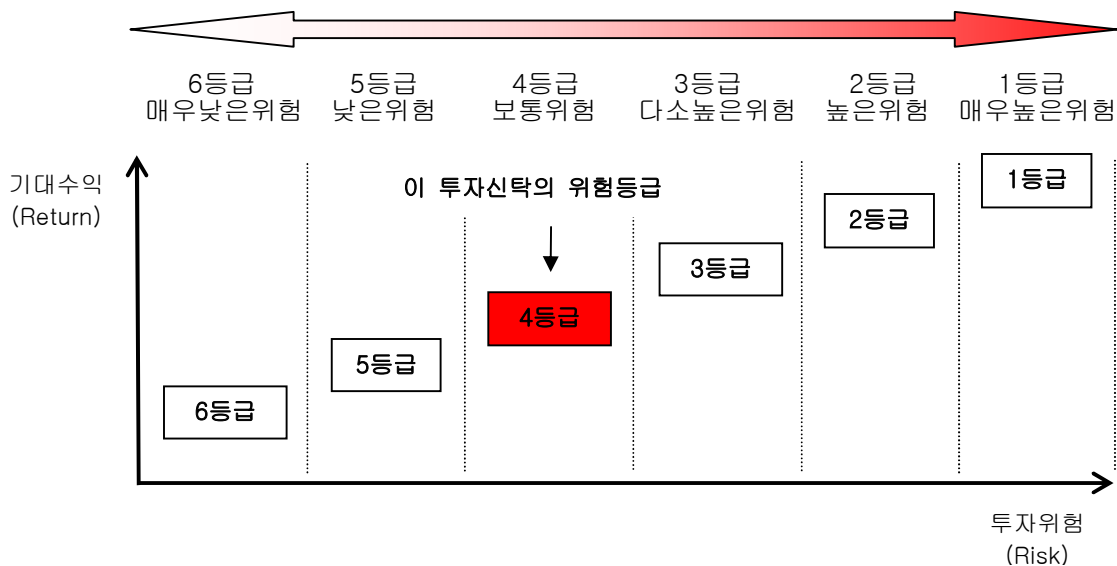 6등급 5등급 4등급 3등급 2등급 1등급
매우낮은위험 낮은위험 보통위험 다소높은위험 높은위험 매우높은위험
기대수익
(Return)
이 투자신탁의 위험등급
1등급
2등급
3등급
4등급
5등급
6등급
투자위험
(Risk)